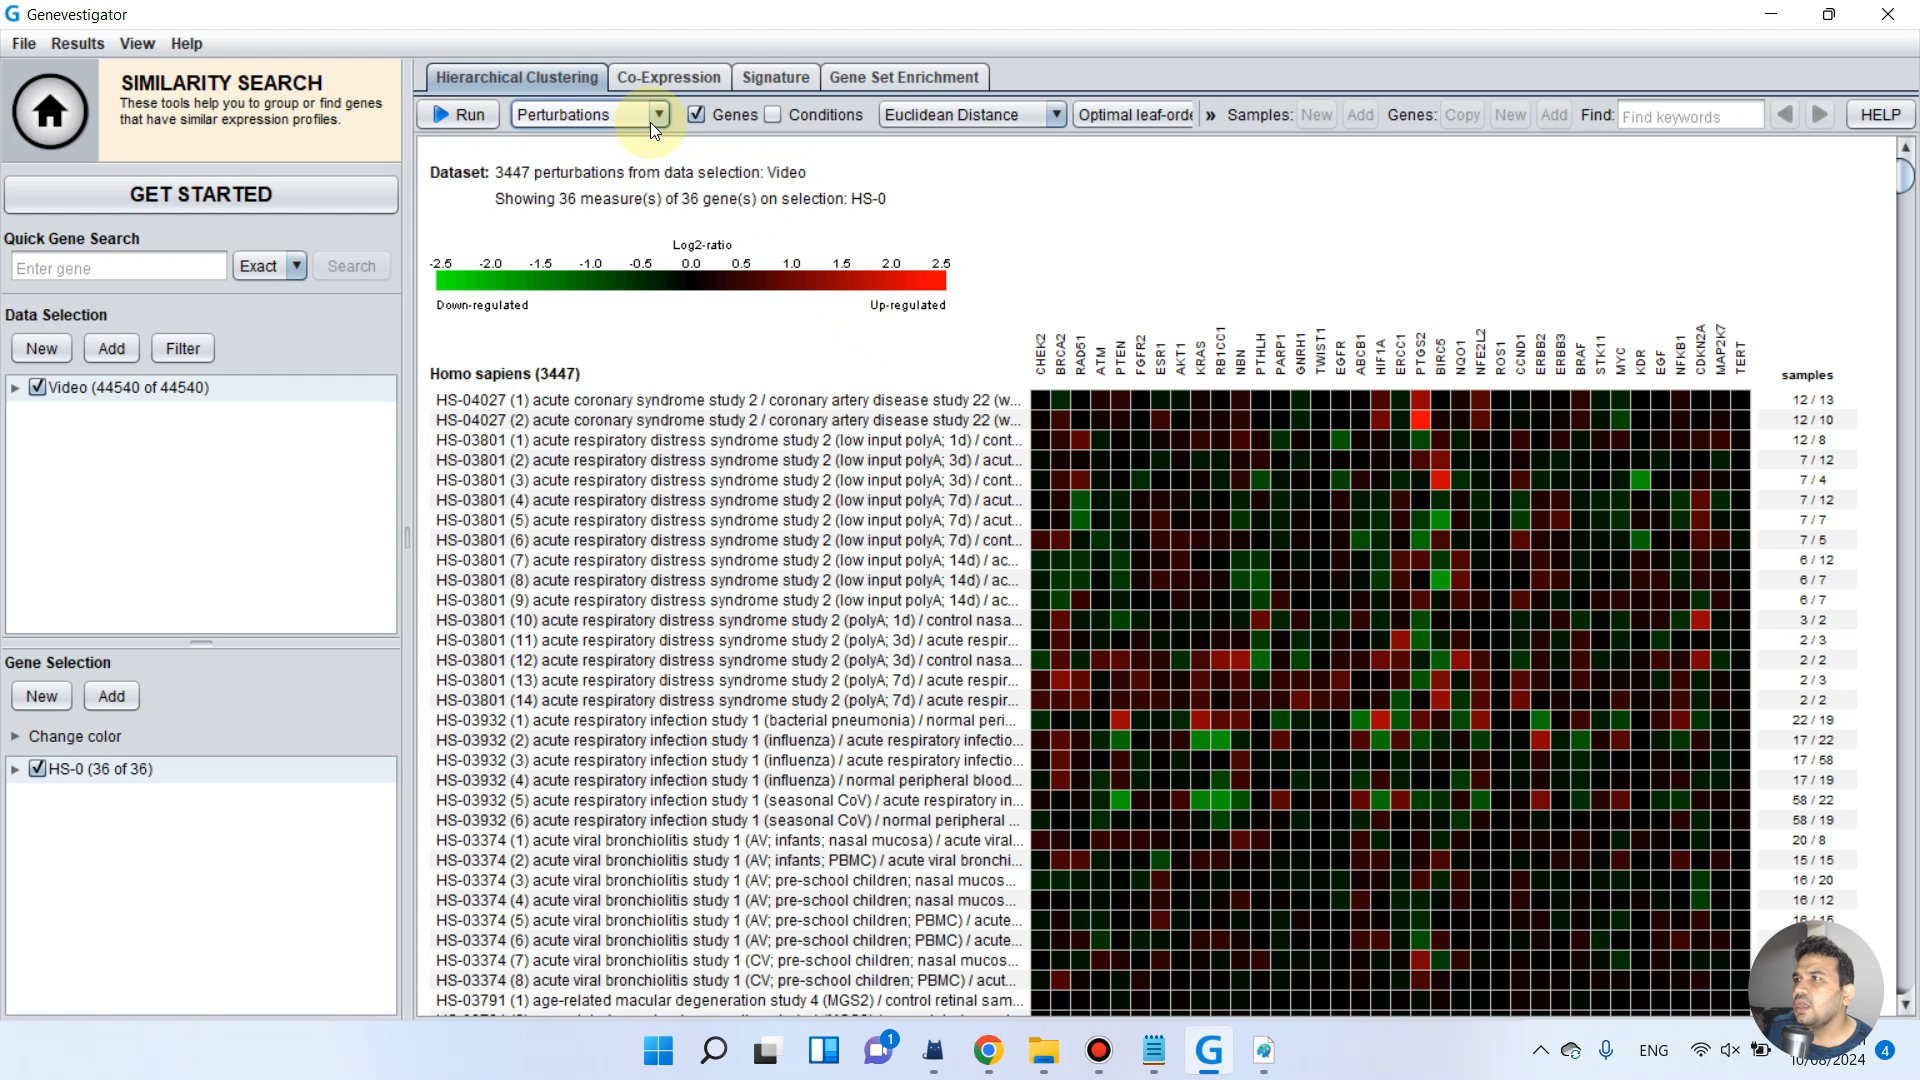 Genevestigator
File Results View Help
SIMILARITY SEARCH
These tools help you to group or find genes
that have similar expression profiles.
GET STARTED
Quick Gene Search
Enter gene
Exact
Search
Data Selection
New Add Filter
Video (44540 of 44540)
Gene Selection
New Add
Change color
HS-0 (36 of 36)
Hierarchical Clustering Co-Expression Signature Gene Set Enrichment
Run Perturbations Genes Conditions Euclidean Distance Optimal leaf-orde » Samples: New Add Genes: Copy New Add Find: Find keywords HELP
Dataset: 3447 perturbations from data selection: Video
Showing 36 measure(s) of 36 gene(s) on selection: HS-0
Log2-ratio
-2.5 -2.0 -1.5 -1.0 -0.5 0.0 0.5 1.0 1.5 2.0 2.5
Down-regulated Up-regulated
CHEK2 BRCA2 RAD51 ATM PTEN FGFR2 ESR1 AKT1 KRAS RB1CC1 NBN PTHLH PARP1 GNRH1 TWIST1 EGFR ABCB1 HIF1A ERCC1 PTGS2 BIRC5 NQO1 NFE2L2 ROS1 CCND1 ERBB2 ERBB3 BRAF STK11 MYC KDR EGF NFKB1 CDKN2A MAP2K7 TERT
Homo sapiens (3447) samples
HS-04027 (1) acute coronary syndrome study 2 / coronary artery disease study 22 (w... 12 / 13
HS-04027 (2) acute coronary syndrome study 2 / coronary artery disease study 22 (w... 12 / 10
HS-03801 (1) acute respiratory distress syndrome study 2 (low input polyA; 1d) / cont... 12 / 8
HS-03801 (2) acute respiratory distress syndrome study 2 (low input polyA; 3d) / acut... 7 / 12
HS-03801 (3) acute respiratory distress syndrome study 2 (low input polyA; 3d) / cont... 7 / 4
HS-03801 (4) acute respiratory distress syndrome study 2 (low input polyA; 7d) / acut... 7 / 12
HS-03801 (5) acute respiratory distress syndrome study 2 (low input polyA; 7d) / acut... 7 / 7
HS-03801 (6) acute respiratory distress syndrome study 2 (low input polyA; 7d) / cont... 7 / 5
HS-03801 (7) acute respiratory distress syndrome study 2 (low input polyA; 14d) / ac... 6 / 12
HS-03801 (8) acute respiratory distress syndrome study 2 (low input polyA; 14d) / ac... 6 / 7
HS-03801 (9) acute respiratory distress syndrome study 2 (low input polyA; 14d) / ac... 6 / 7
HS-03801 (10) acute respiratory distress syndrome study 2 (polyA; 1d) / control nasa... 3 / 2
HS-03801 (11) acute respiratory distress syndrome study 2 (polyA; 3d) / acute respir... 2 / 3
HS-03801 (12) acute respiratory distress syndrome study 2 (polyA; 3d) / control nasa... 2 / 2
HS-03801 (13) acute respiratory distress syndrome study 2 (polyA; 7d) / acute respir... 2 / 3
HS-03801 (14) acute respiratory distress syndrome study 2 (polyA; 7d) / acute respir... 2 / 2
HS-03932 (1) acute respiratory infection study 1 (bacterial pneumonia) / normal peri... 22 / 19
HS-03932 (2) acute respiratory infection study 1 (influenza) / acute respiratory infectio... 17 / 22
HS-03932 (3) acute respiratory infection study 1 (influenza) / acute respiratory infectio... 17 / 58
HS-03932 (4) acute respiratory infection study 1 (influenza) / normal peripheral blood... 17 / 19
HS-03932 (5) acute respiratory infection study 1 (seasonal CoV) / acute respiratory in... 58 / 22
HS-03932 (6) acute respiratory infection study 1 (seasonal CoV) / normal peripheral ... 58 / 19
HS-03374 (1) acute viral bronchiolitis study 1 (AV; infants; nasal mucosa) / acute viral... 20 / 8
HS-03374 (2) acute viral bronchiolitis study 1 (AV; infants; PBMC) / acute viral bronchi... 15 / 15
HS-03374 (3) acute viral bronchiolitis study 1 (AV; pre-school children; nasal mucos... 16 / 20
HS-03374 (4) acute viral bronchiolitis study 1 (AV; pre-school children; nasal mucos... 16 / 12
HS-03374 (5) acute viral bronchiolitis study 1 (AV; pre-school children; PBMC) / acute...
HS-03374 (6) acute viral bronchiolitis study 1 (AV; pre-school children; PBMC) / acute...
HS-03374 (7) acute viral bronchiolitis study 1 (CV; pre-school children; nasal mucos...
HS-03374 (8) acute viral bronchiolitis study 1 (CV; pre-school children; PBMC) / acut...
HS-03791 (1) age-related macular degeneration study 4 (MGS2) / control retinal sam...
1
ENG
10/08/2024
4